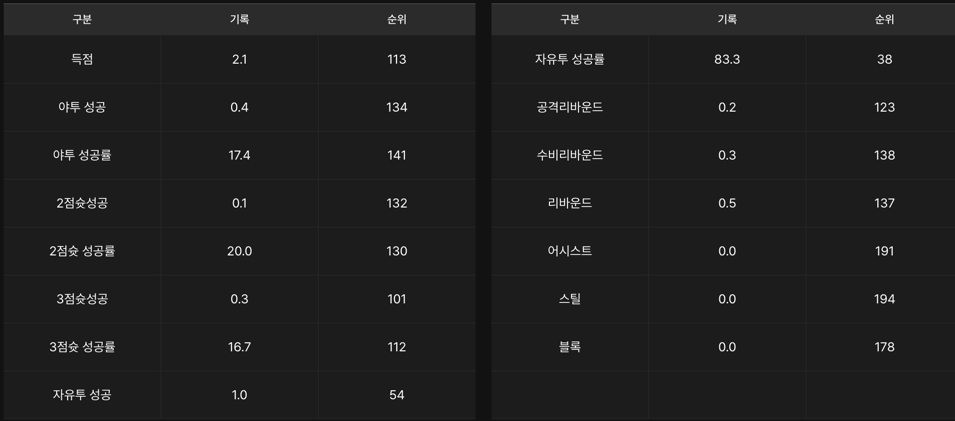 구분 기록 순위
득점 2.1 113
야투 성공 0.4 134
야투 성공률 17.4 141
2점슛성공 0.1 132
2점슛 성공률 20.0 130
3점슛성공 0.3 101
3점슛 성공률 16.7 112
자유투 성공 1.0 54
구분 기록 순위
자유투 성공률 83.3 38
공격리바운드 0.2 123
수비리바운드 0.3 138
리바운드 0.5 137
어시스트 0.0 191
스틸 0.0 194
블록 0.0 178